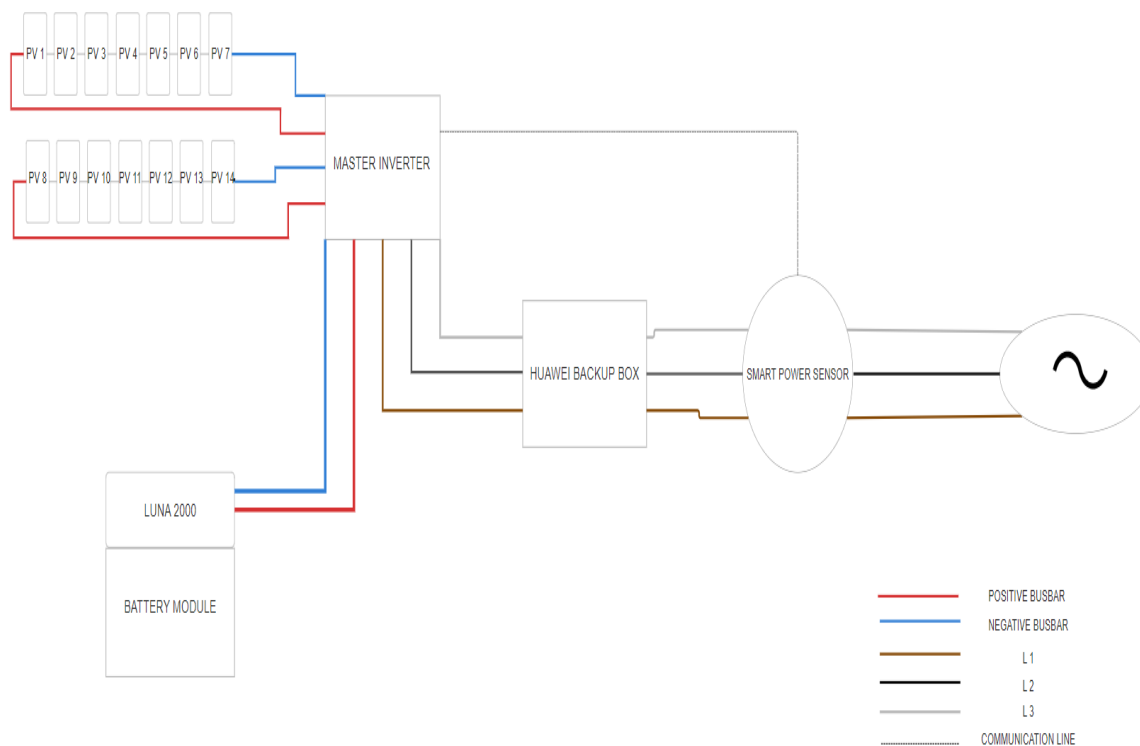 PV 1 PV 2 PV 3 PV 4 PV 5 PV 6 PV 7
PV 8 PV 9 PV 10 PV 11 PV 12 PV 13 PV 14
MASTER INVERTER
HUAWEI BACKUP BOX
SMART POWER SENSOR
LUNA 2000
BATTERY MODULE
POSITIVE BUSBAR
NEGATIVE BUSBAR
L 1
L 2
L 3
COMMUNICATION LINE